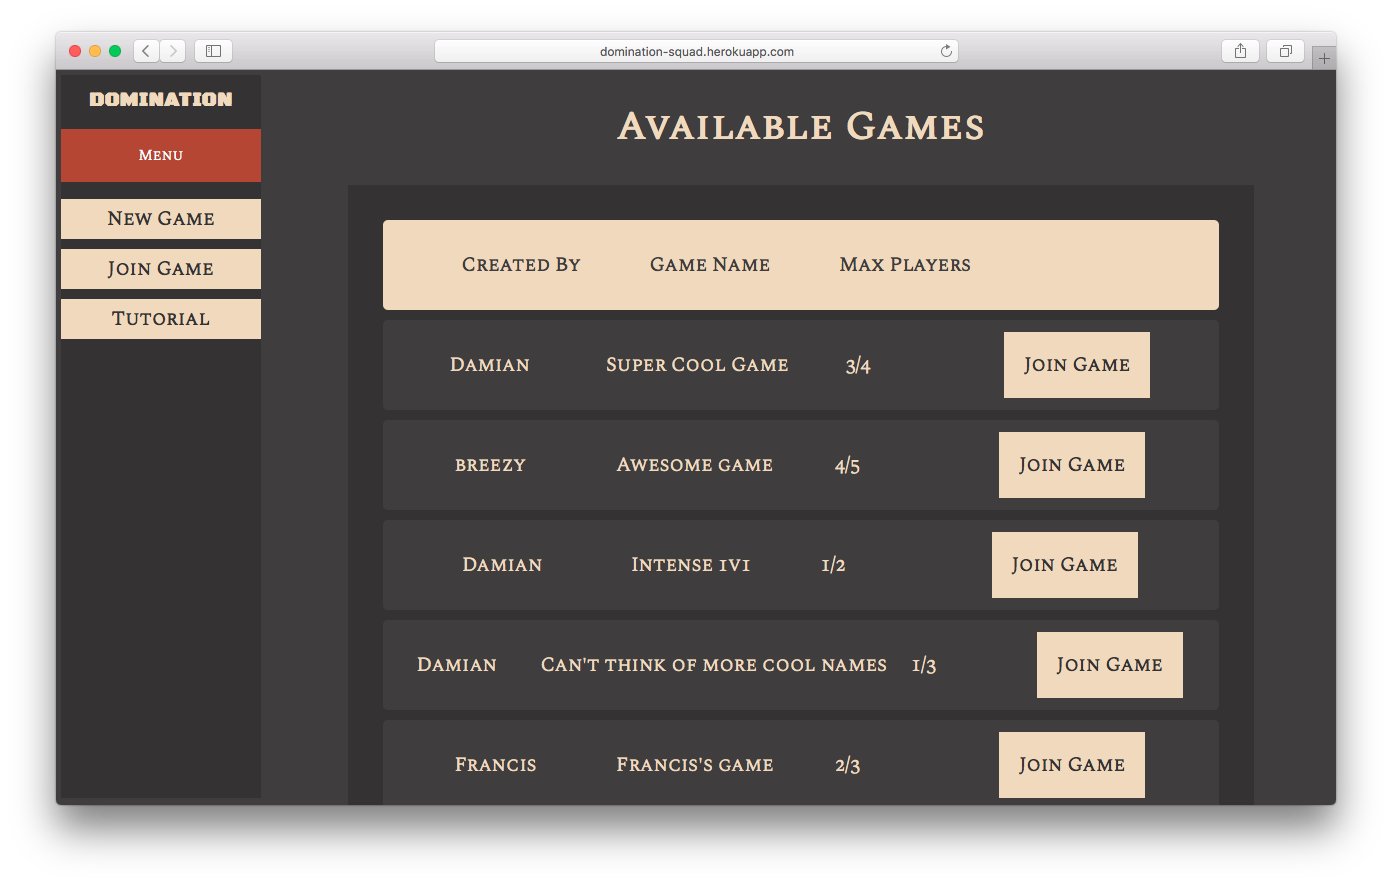 domination-squad.herokuapp.com
DOMINATION
Menu
New Game
Join Game
Tutorial
Available Games
Created By Game Name Max Players
Damian Super Cool Game 3/4 Join Game
breezy Awesome game 4/5 Join Game
Damian Intense 1v1 1/2 Join Game
Damian Can't think of more cool names 1/3 Join Game
Francis Francis's game 2/3 Join Game